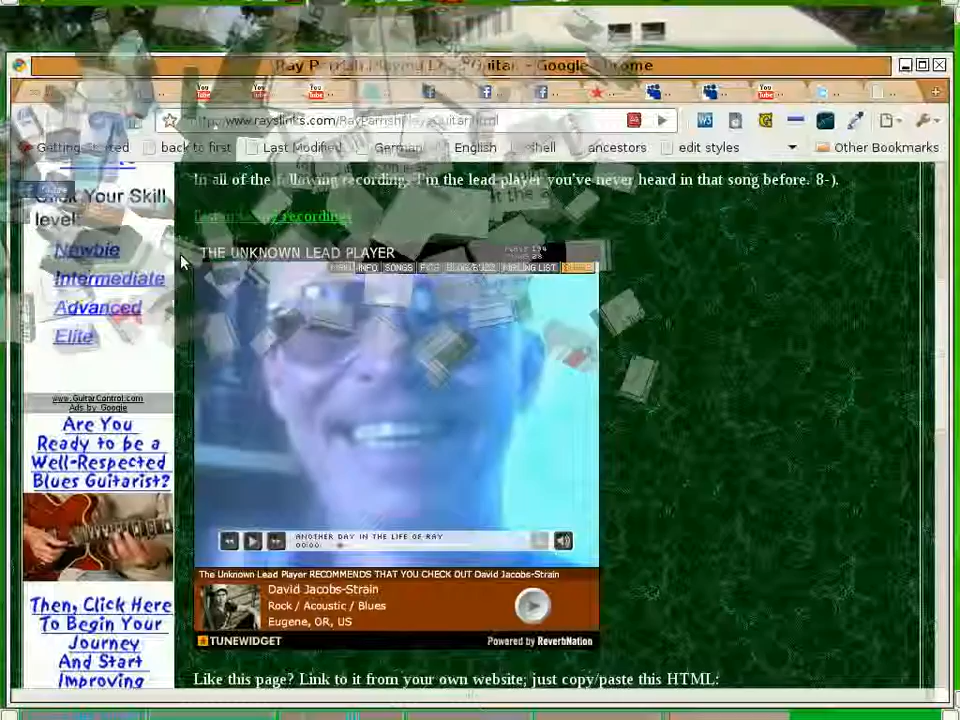 Google Chrome
www.rayslinks.com/RayParrishPlaysGuitar.html
Getting Started
back to first
Last Modified
German
English
shell
ancestors
edit styles
Other Bookmarks
In all of the following recordings, I'm the lead player you've never heard in that song before. 8-).
Click Your Skill
level
Newbie
Intermediate
Advanced
Elite
THE UNKNOWN LEAD PLAYER
INFO
SONGS
MAILING LIST
www.GuitarControl.com
Ads by Google
Are You
Ready to be a
Well-Respected
Blues Guitarist?
Then, Click Here
To Begin Your
Journey
And Start
Improving
ANOTHER DAY IN THE LIFE OF RAY
00:00
The Unknown Lead Player RECOMMENDS THAT YOU CHECK OUT David Jacobs-Strain
David Jacobs-Strain
Rock / Acoustic / Blues
Eugene, OR, US
TUNEWIDGET
Powered by ReverbNation
Like this page? Link to it from your own website; just copy/paste this HTML: